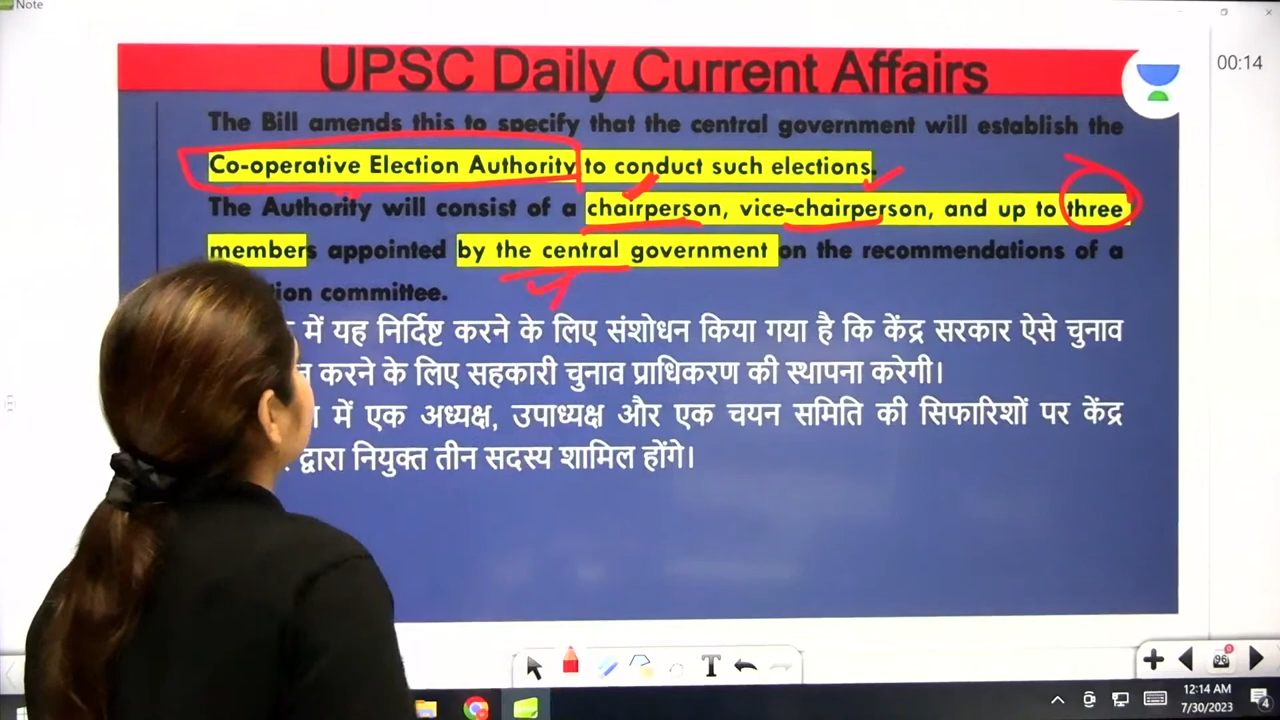 Note
UPSC Daily Current Affairs
00:14
The Bill amends this to specify that the central government will establish the
Co-operative Election Authority to conduct such elections.
The Authority will consist of a chairperson, vice-chairperson, and up to three
members appointed by the central government on the recommendations of a
committee.
में यह निर्दिष्ट करने के लिए संशोधन किया गया है कि केंद्र सरकार ऐसे चुनाव
करने के लिए सहकारी चुनाव प्राधिकरण की स्थापना करेगी।
में एक अध्यक्ष, उपाध्यक्ष और एक चयन समिति की सिफारिशों पर केंद्र
द्वारा नियुक्त तीन सदस्य शामिल होंगे।
T
96
12:14 AM
7/30/2023
4